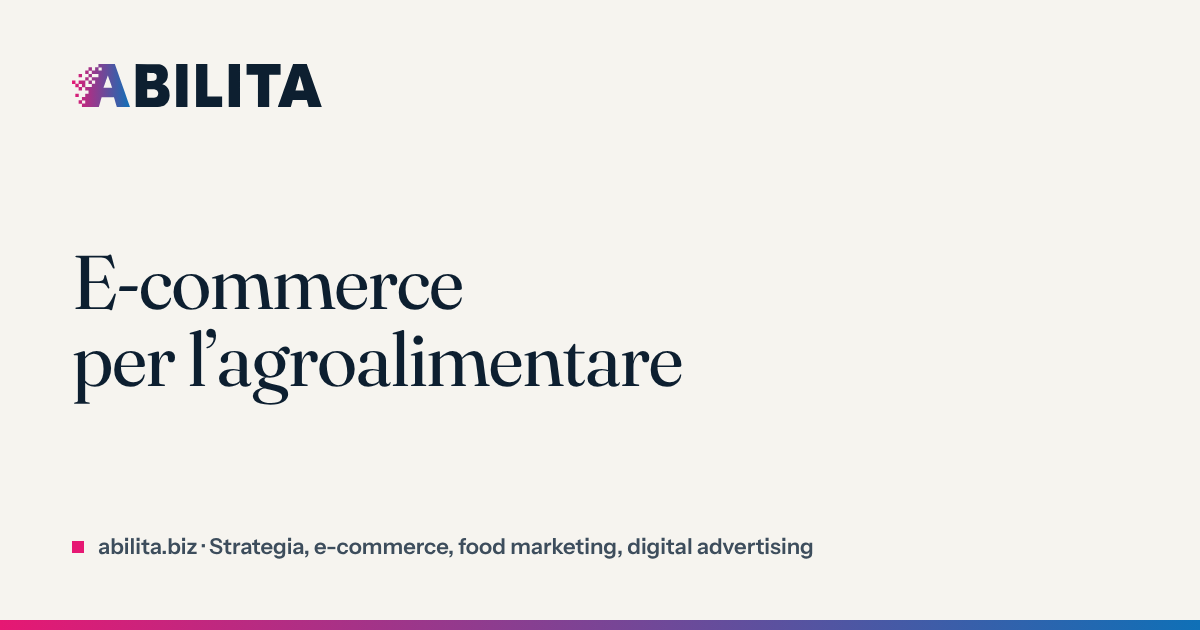 ABILITA
E-commerce
per l’agroalimentare
abilita.biz · Strategia, e-commerce, food marketing, digital advertising